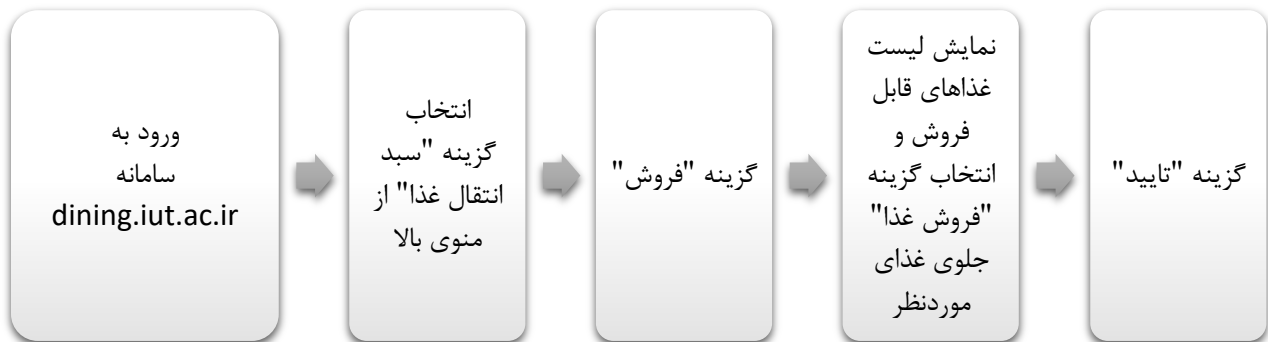 ورود به
سامانه
dining.iut.ac.ir
انتخاب
گزینه "سبد
انتقال غذا" از
منوی بالا
گزینه "فروش"
نمایش لیست
غذاهای قابل
فروش و
انتخاب گزینه
"فروش غذا"
جلوی غذای
موردنظر
گزینه "تایید"